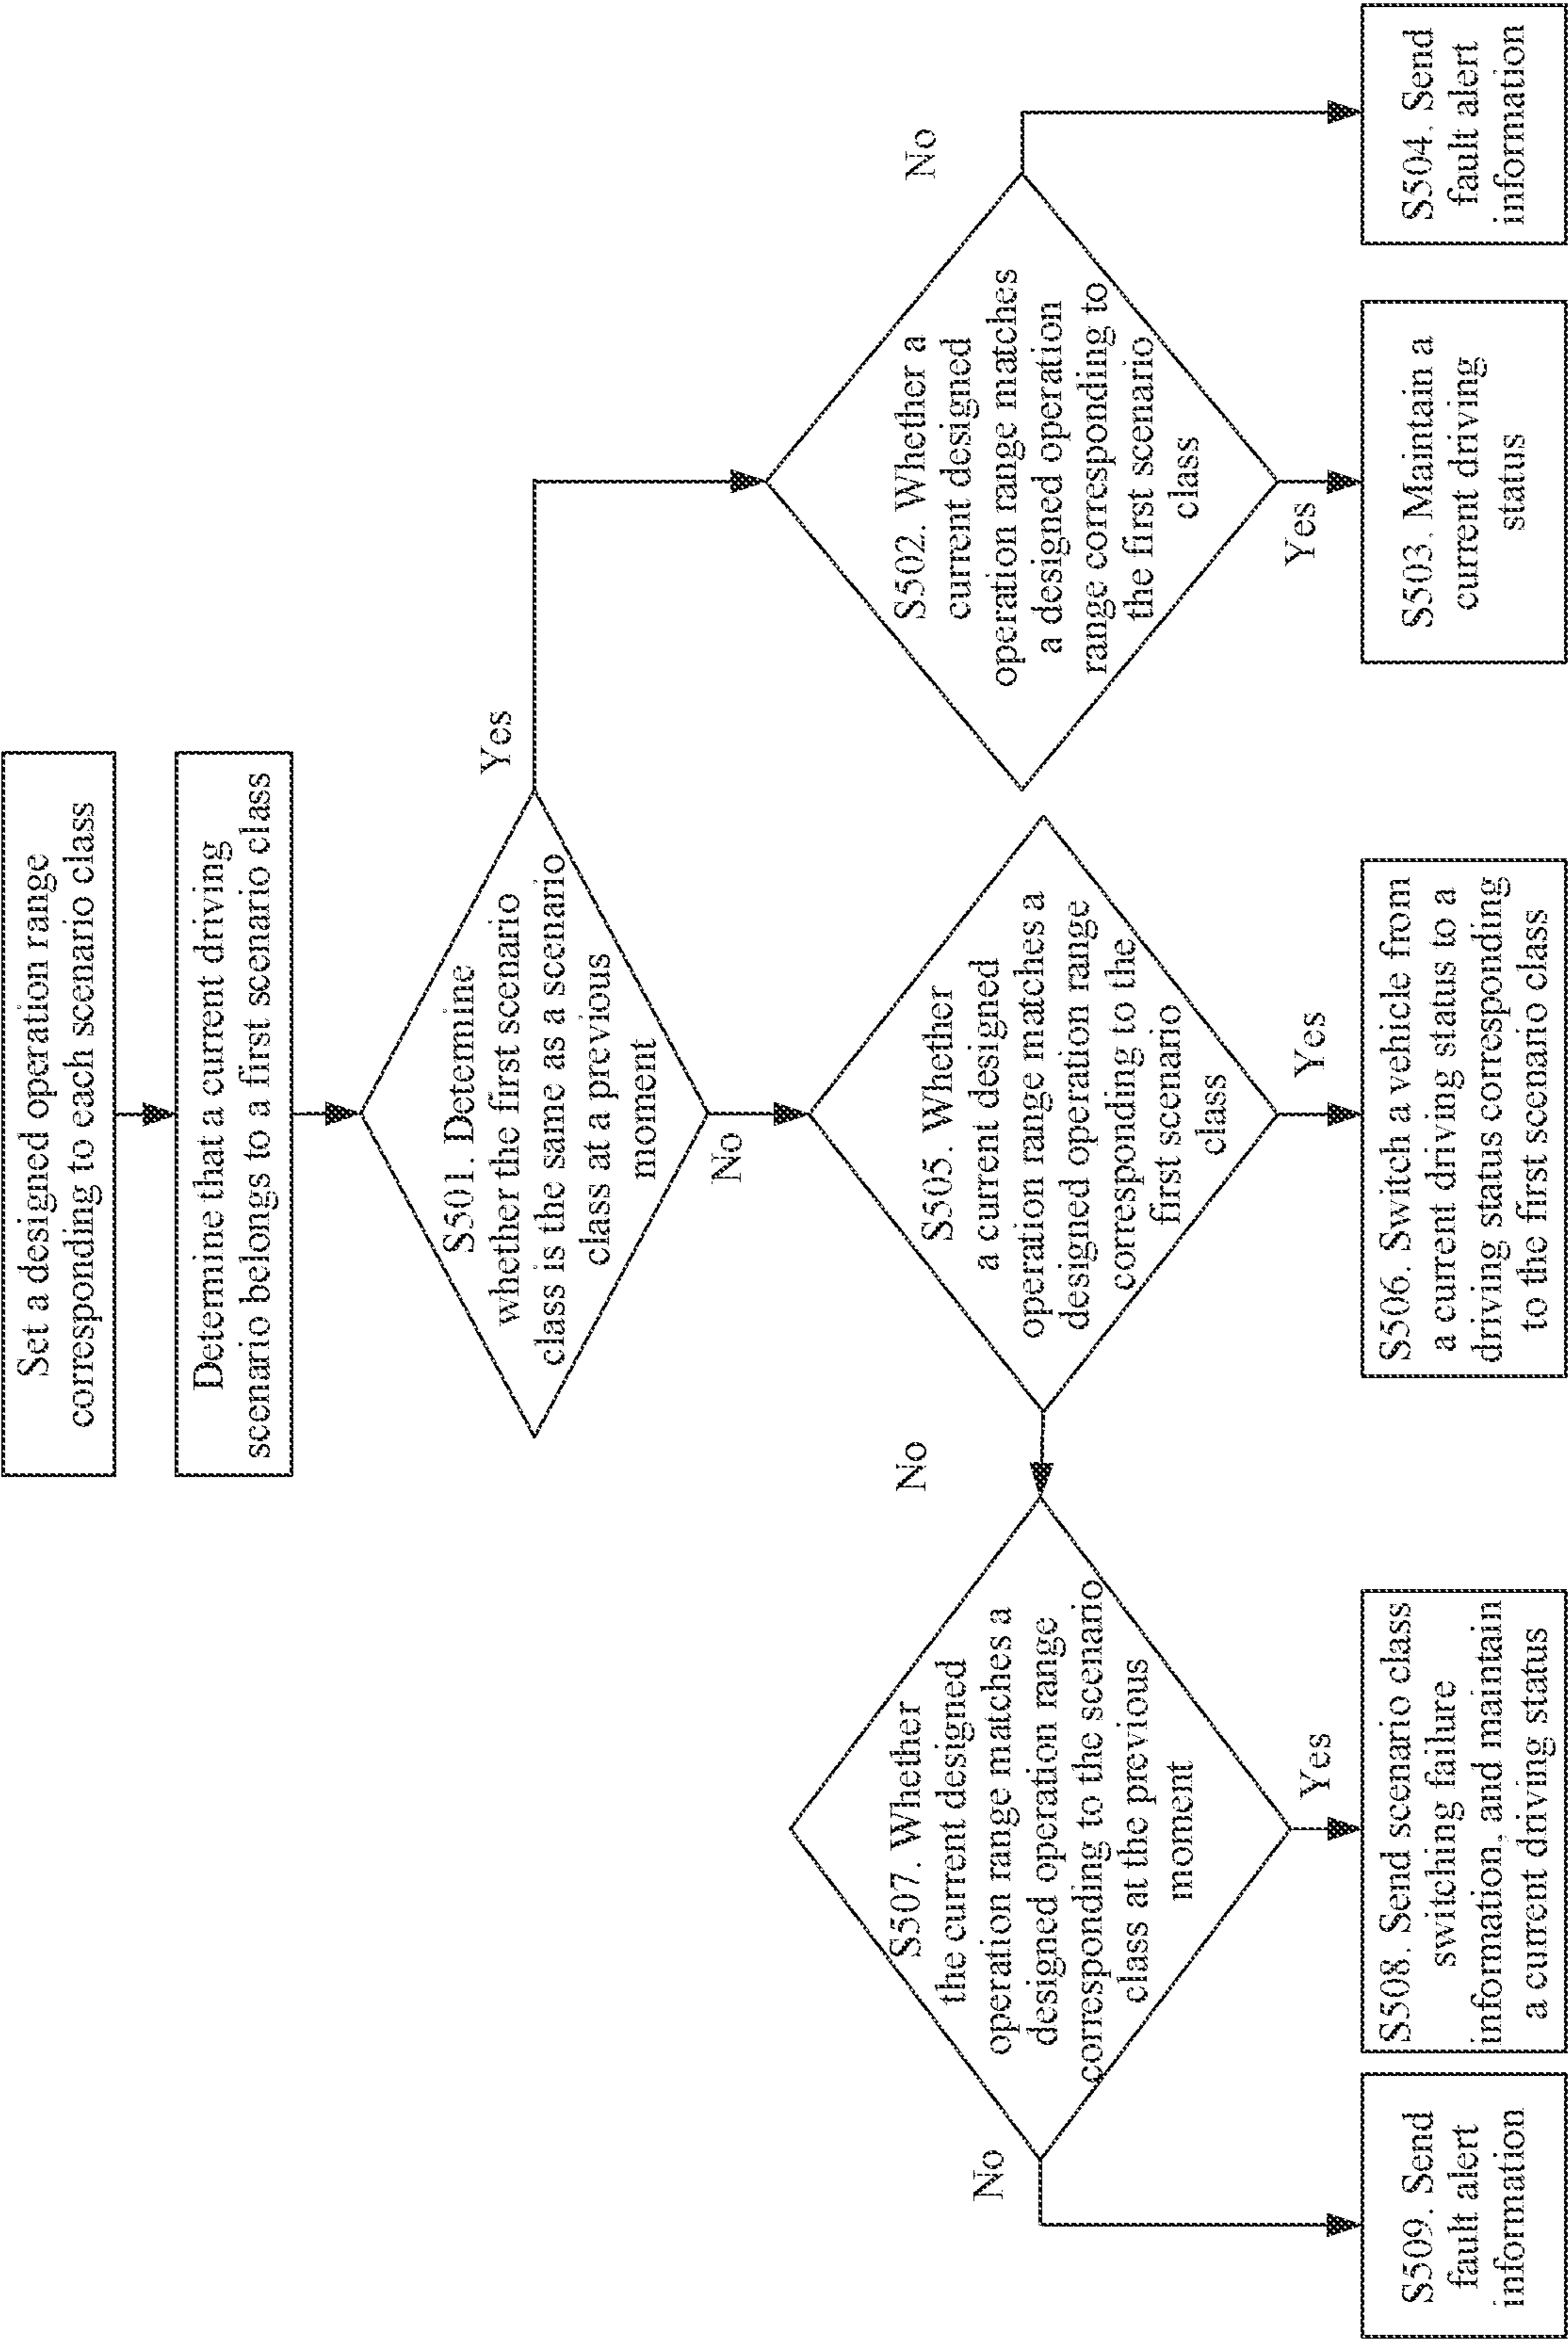 Set a designed operation range
corresponding to each scenario class
Determine that a current driving
scenario belongs to a first scenario class
S501. Determine
whether the first scenario
class is the same as a scenario
class at a previous
moment
Yes
No
S502. Whether a
current designed
operation range matches
a designed operation
range corresponding to
the first scenario
class
No
Yes
S503. Maintain a
current driving
status
S504. Send
fault alert
information
S505. Whether
a current designed
operation range matches a
designed operation range
corresponding to the
first scenario
class
No
Yes
S506. Switch a vehicle from
a current driving status to a
driving status corresponding
to the first scenario class
S507. Whether
the current designed
operation range matches a
designed operation range
corresponding to the scenario
class at the previous
moment
No
Yes
S508. Send scenario class
switching failure
information, and maintain
a current driving status
S509. Send
fault alert
information